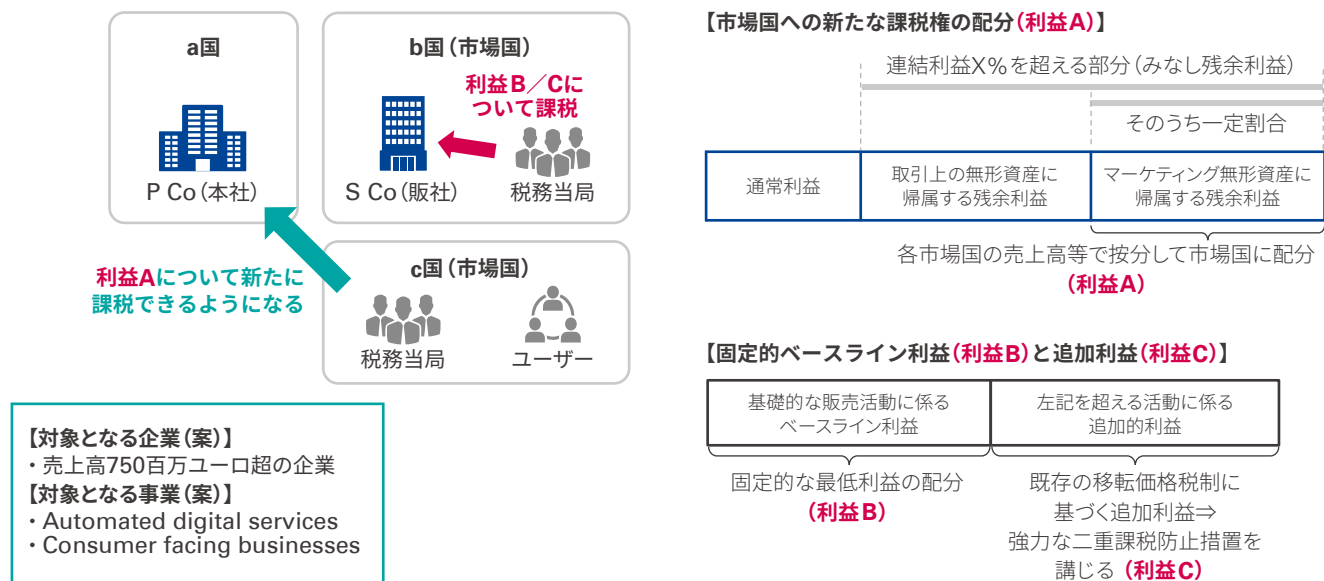 a国
P Co（本社）
b国（市場国）
利益B／Cに
ついて課税
S Co（販社）
税務当局
利益Aについて新たに
課税できるようになる
c国（市場国）
税務当局
ユーザー
【対象となる企業（案）】
・売上高750百万ユーロ超の企業
【対象となる事業（案）】
・Automated digital services
・Consumer facing businesses
【市場国への新たな課税権の配分（利益A）】
連結利益X％を超える部分（みなし残余利益）
そのうち一定割合
通常利益
取引上の無形資産に
帰属する残余利益
マーケティング無形資産に
帰属する残余利益
各市場国の売上高等で按分して市場国に配分
（利益A）
【固定的ベースライン利益（利益B）と追加利益（利益C）】
基礎的な販売活動に係る
ベースライン利益
左記を超える活動に係る
追加的利益
固定的な最低利益の配分
（利益B）
既存の移転価格税制に
基づく追加利益⇒
強力な二重課税防止措置を
講じる（利益C）